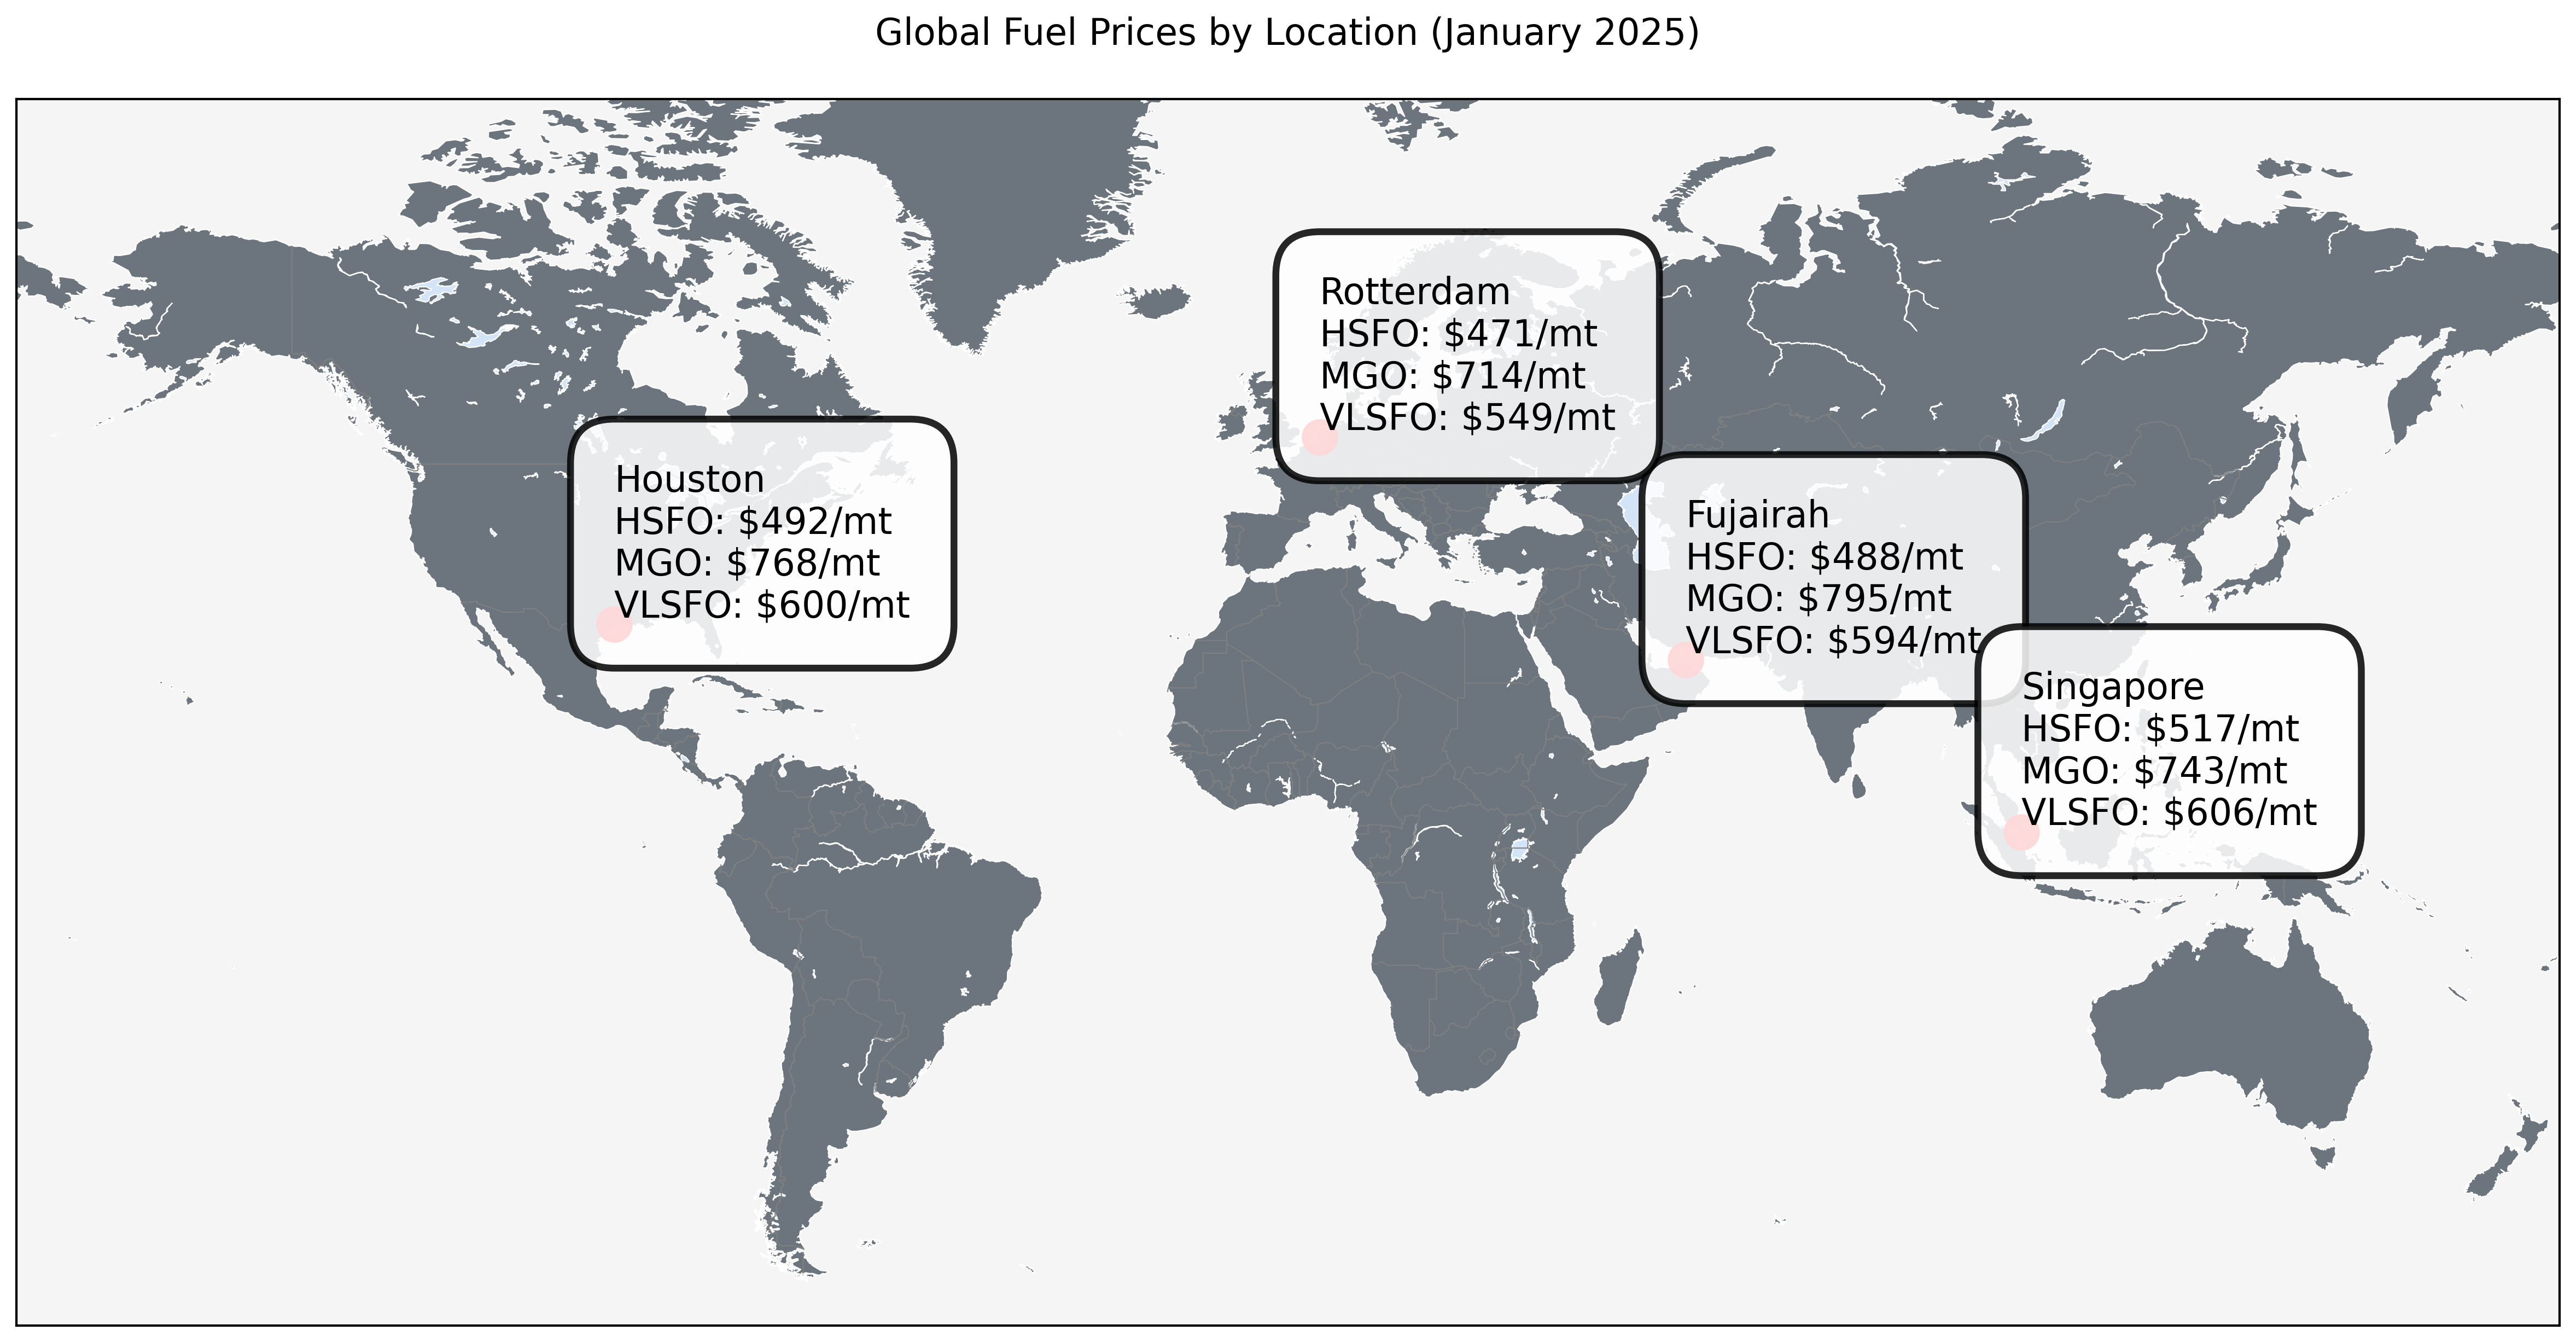 Global Fuel Prices by Location (January 2025)
Rotterdam
HSFO: $471/mt
MGO: $714/mt
VLSFO: $549/mt
Houston
HSFO: $492/mt
MGO: $768/mt
VLSFO: $600/mt
Fujairah
HSFO: $488/mt
MGO: $795/mt
VLSFO: $594/mt
Singapore
HSFO: $517/mt
MGO: $743/mt
VLSFO: $606/mt